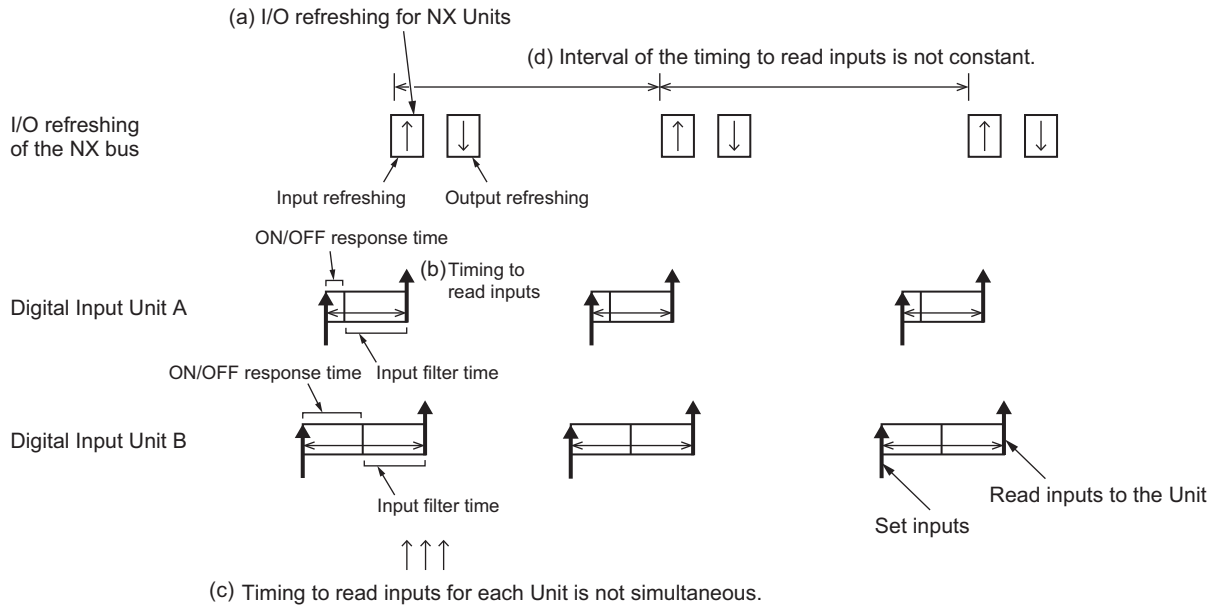 (a) I/O refreshing for NX Units
(d) Interval of the timing to read inputs is not constant.
I/O refreshing
of the NX bus
Input refreshing
Output refreshing
ON/OFF response time
(b) Timing to
read inputs
Digital Input Unit A
ON/OFF response time
Input filter time
Digital Input Unit B
Input filter time
Read inputs to the Unit
Set inputs
(c) Timing to read inputs for each Unit is not simultaneous.